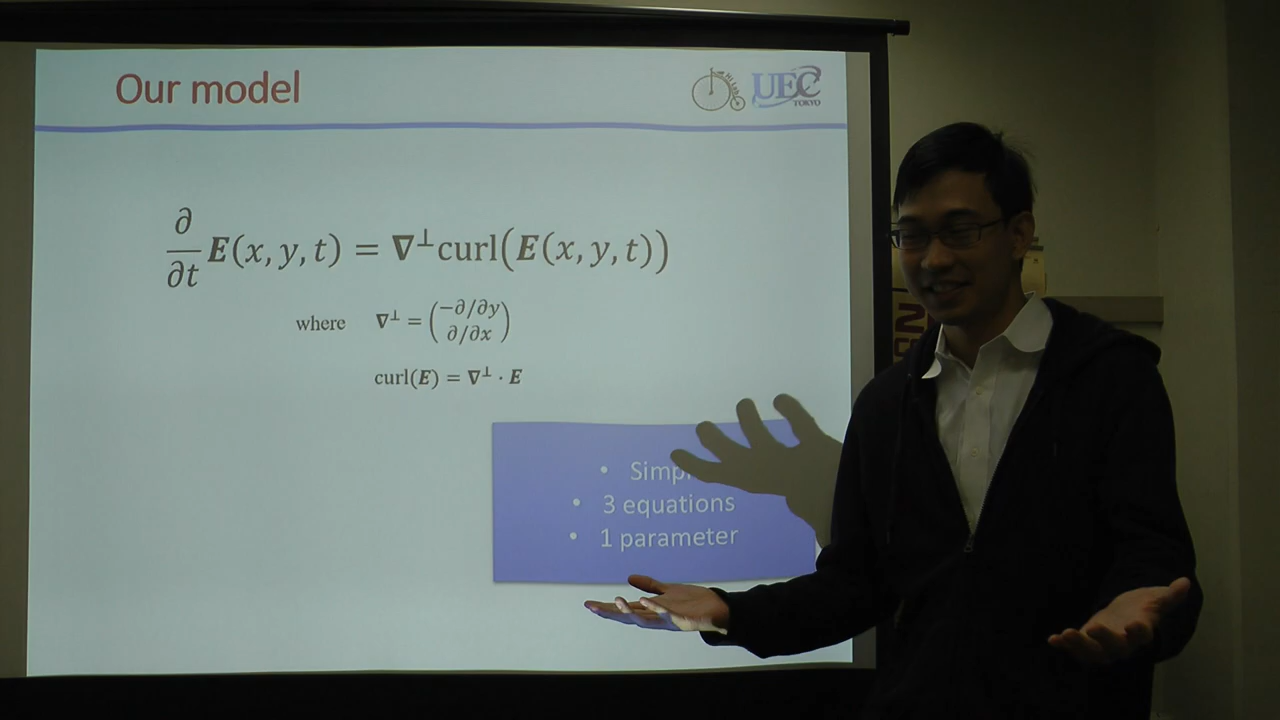 Our model
UEC
TOKYO
∂/∂t E(x, y, t) = ∇⊥curl(E(x, y, t))
where ∇⊥ = (−∂/∂y
∂/∂x)
curl(E) = ∇⊥ · E
• 
• 3 equations
• 1 parameter